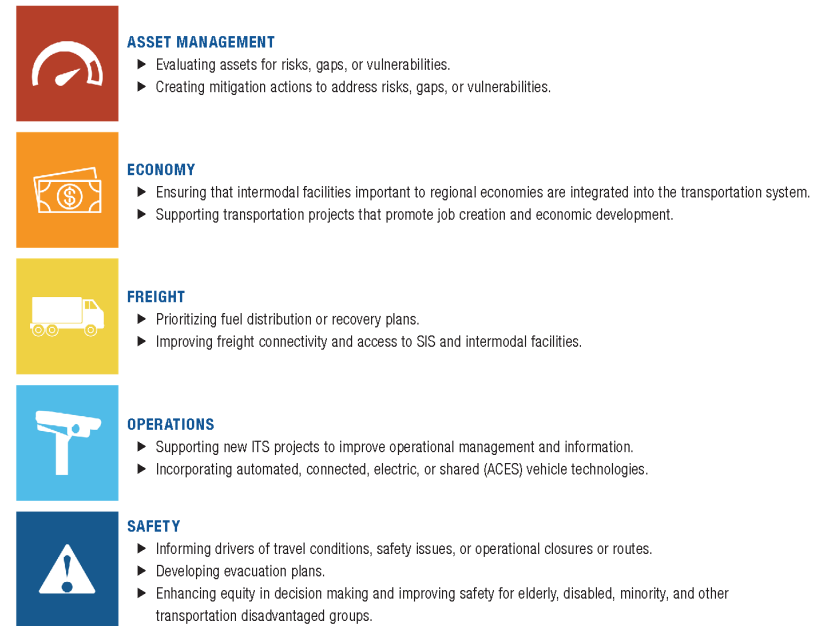 ASSET MANAGEMENT
▶ Evaluating assets for risks, gaps, or vulnerabilities.
▶ Creating mitigation actions to address risks, gaps, or vulnerabilities.
$
ECONOMY
▶ Ensuring that intermodal facilities important to regional economies are integrated into the transportation system.
▶ Supporting transportation projects that promote job creation and economic development.
FREIGHT
▶ Prioritizing fuel distribution or recovery plans.
▶ Improving freight connectivity and access to SIS and intermodal facilities.
OPERATIONS
▶ Supporting new ITS projects to improve operational management and information.
▶ Incorporating automated, connected, electric, or shared (ACES) vehicle technologies.
!
SAFETY
▶ Informing drivers of travel conditions, safety issues, or operational closures or routes.
▶ Developing evacuation plans.
▶ Enhancing equity in decision making and improving safety for elderly, disabled, minority, and other
transportation disadvantaged groups.